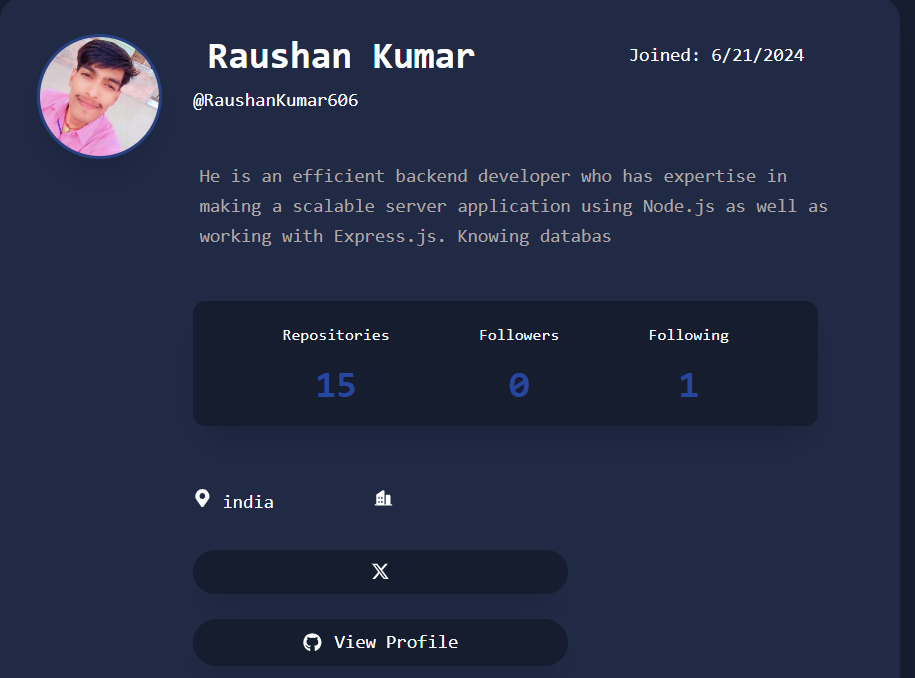 Raushan Kumar
Joined: 6/21/2024
@RaushanKumar606
He is an efficient backend developer who has expertise in
making a scalable server application using Node.js as well as
working with Express.js. Knowing databas
Repositories Followers Following
15 0 1
india
View Profile